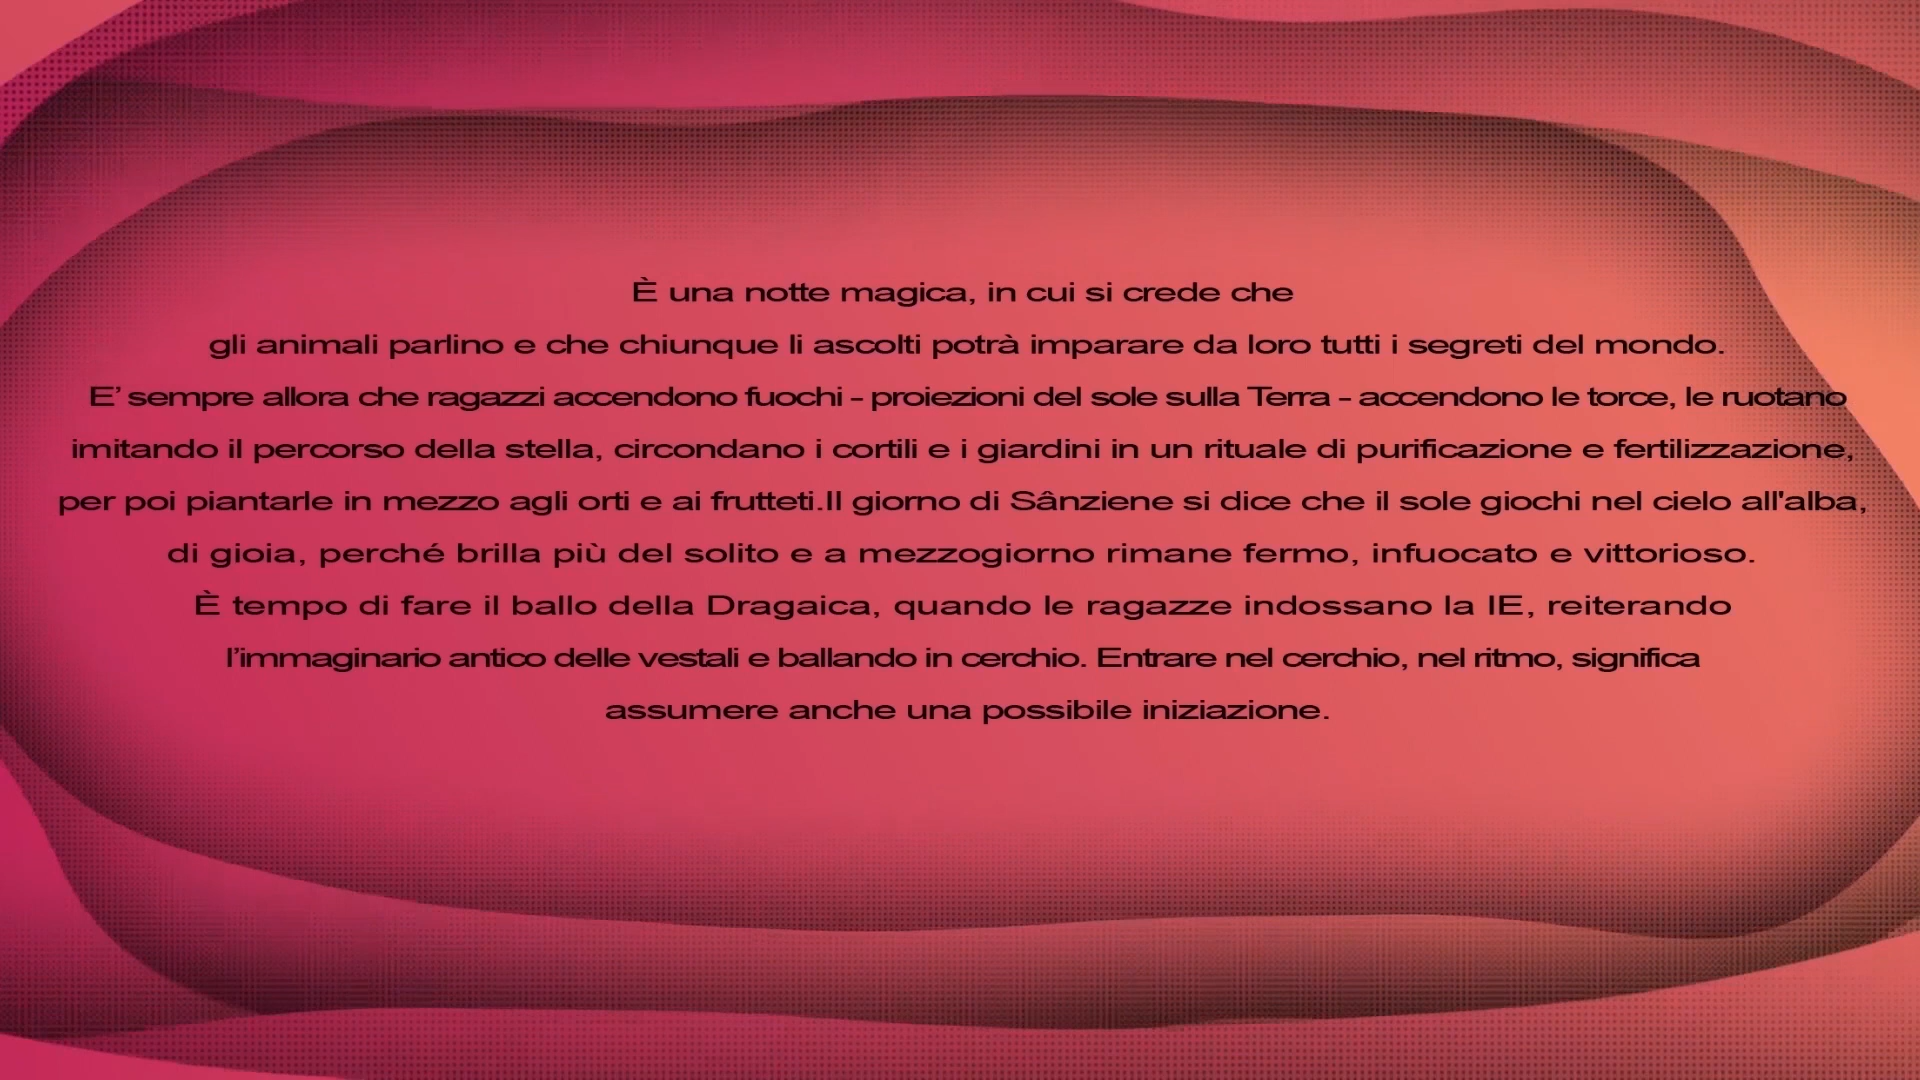 È una notte magica, in cui si crede che
gli animali parlino e che chiunque li ascolti potrà imparare da loro tutti i segreti del mondo.
E’ sempre allora che ragazzi accendono fuochi - proiezioni del sole sulla Terra - accendono le torce, le ruotano
imitando il percorso della stella, circondano i cortili e i giardini in un rituale di purificazione e fertilizzazione,
per poi piantarle in mezzo agli orti e ai frutteti.Il giorno di Sânziene si dice che il sole giochi nel cielo all'alba,
di gioia, perché brilla più del solito e a mezzogiorno rimane fermo, infuocato e vittorioso.
È tempo di fare il ballo della Dragaica, quando le ragazze indossano la IE, reiterando
l’immaginario antico delle vestali e ballando in cerchio. Entrare nel cerchio, nel ritmo, significa
assumere anche una possibile iniziazione.